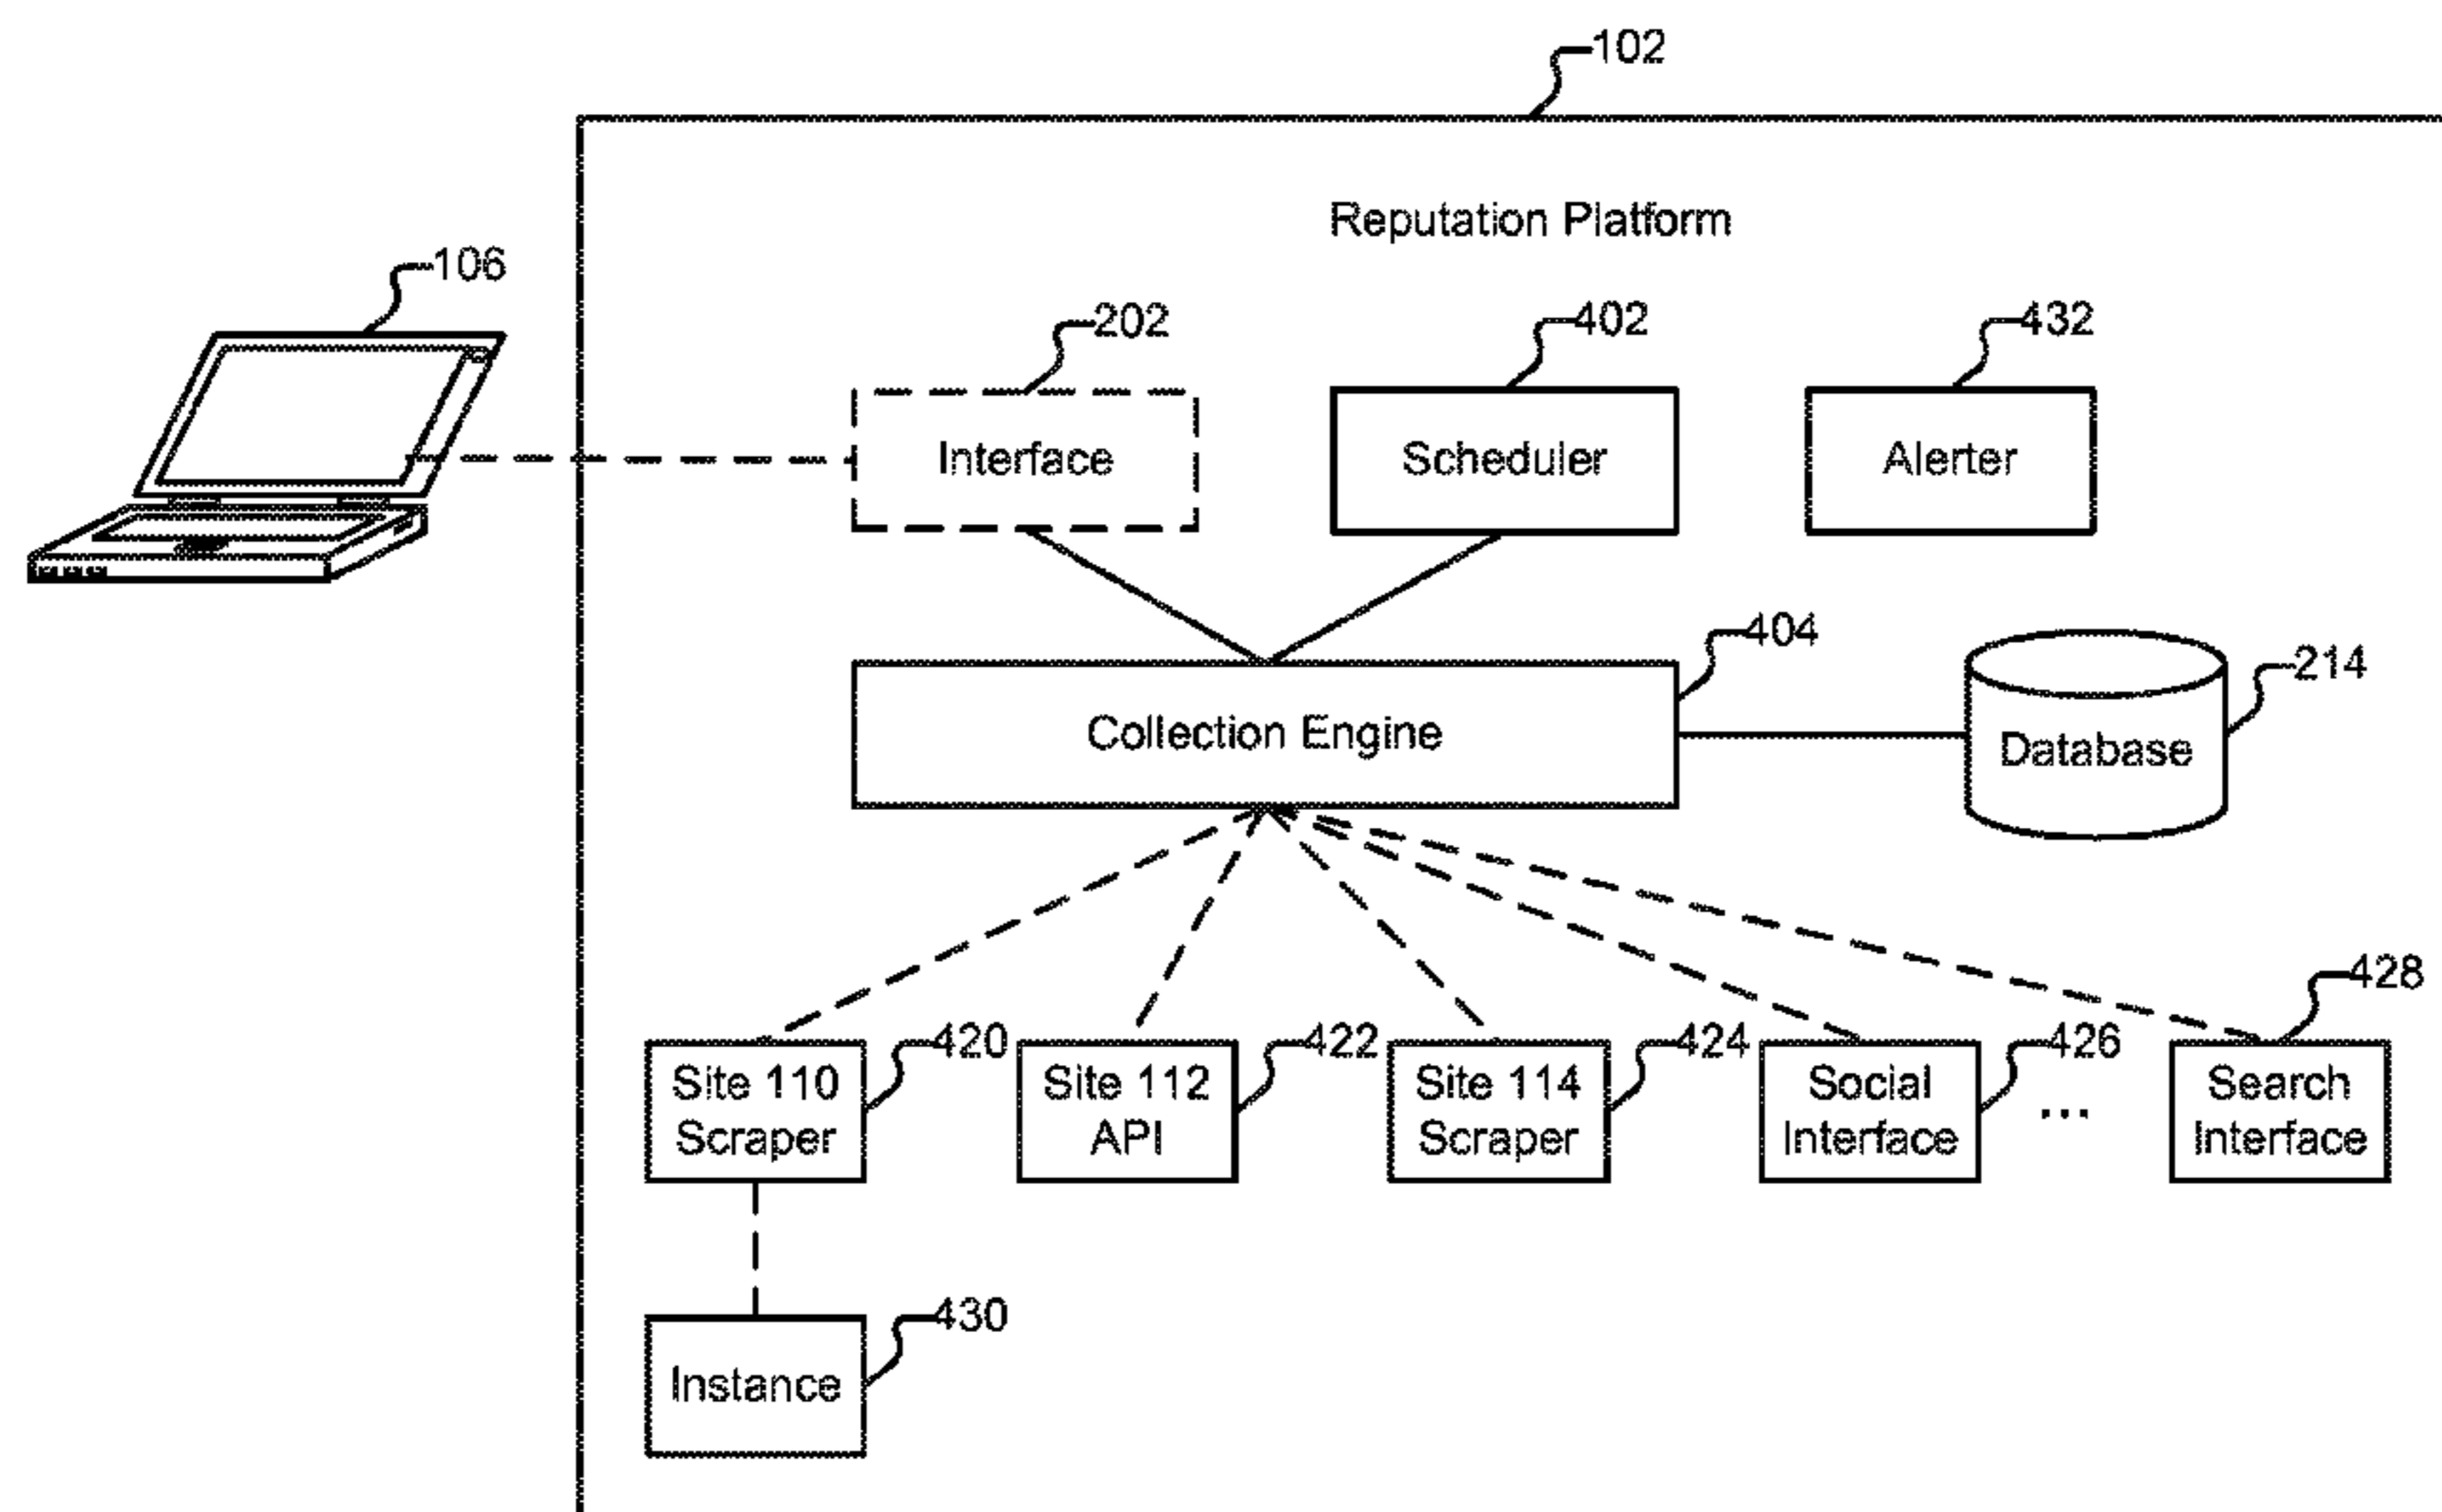 102
Reputation Platform
106
202
402
432
Interface
Scheduler
Alerter
404
214
Collection Engine
Database
428
420
422
424
426
Site 110
Scraper
Site 112
API
Site 114
Scraper
Social
Interface
...
Search
Interface
430
Instance